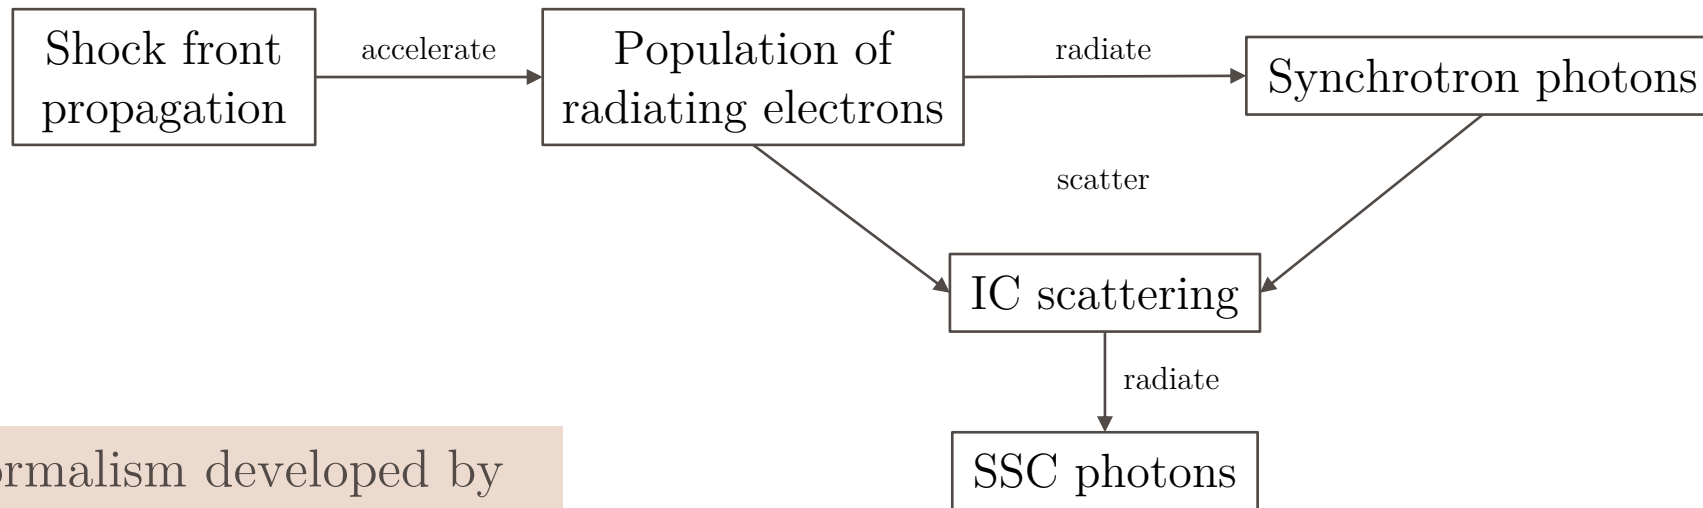 Shock front
propagation
accelerate
Population of
radiating electrons
radiate
Synchrotron photons
scatter
IC scattering
radiate
SSC photons
developed by